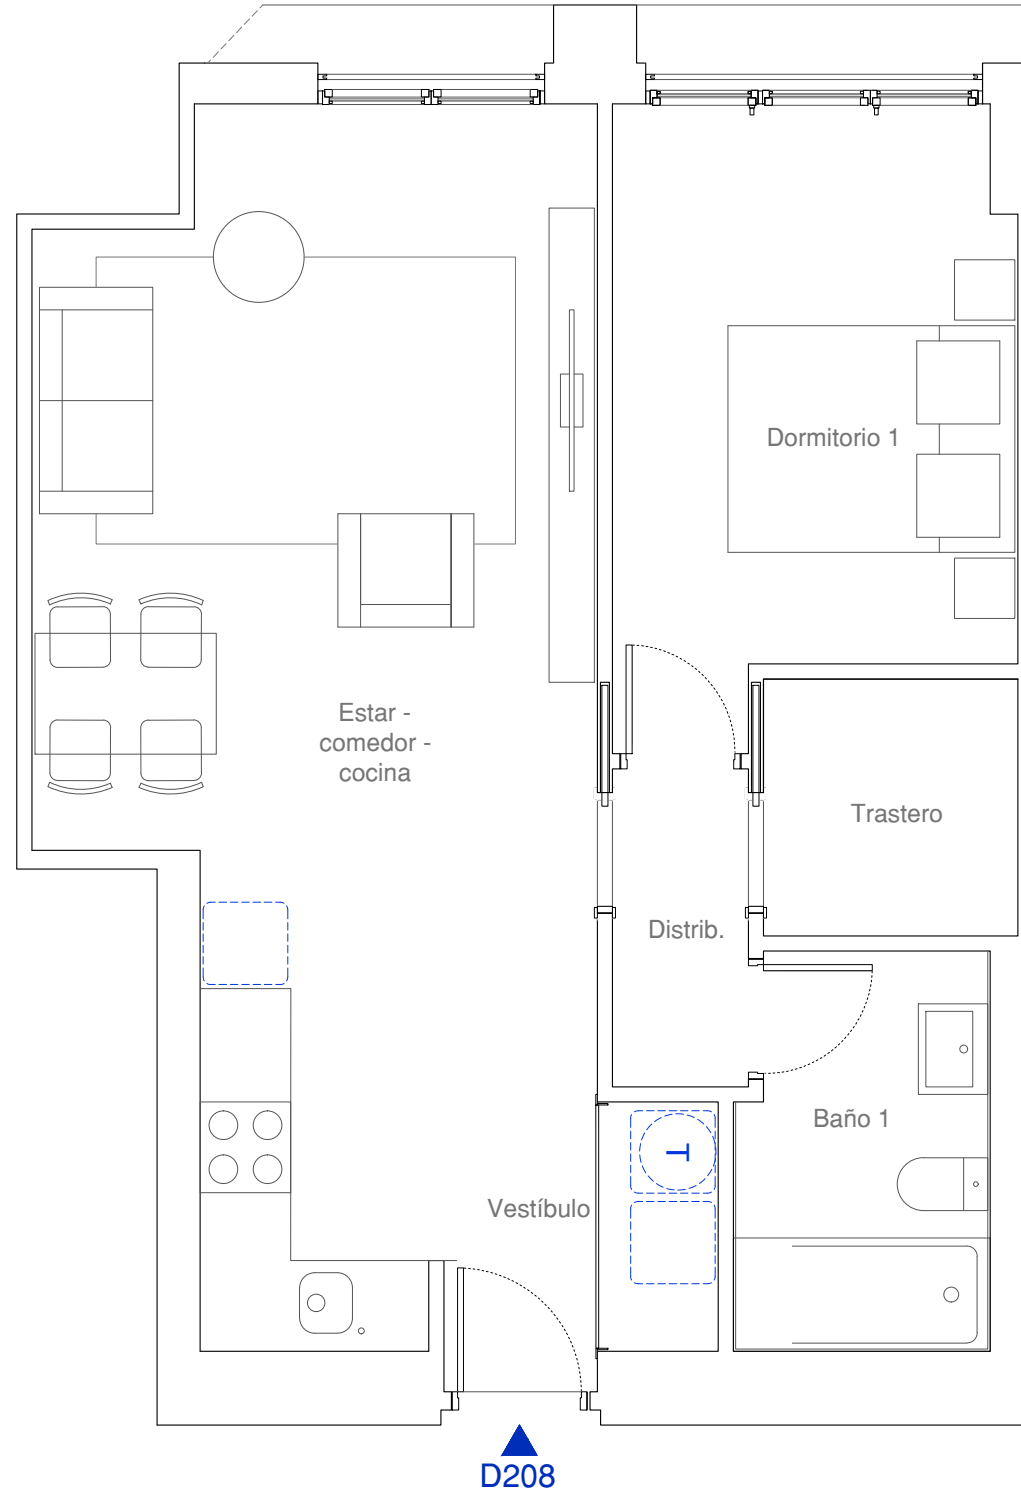 Dormitorio 1
Estar -
comedor -
cocina
Trastero
Distrib.
Baño 1
T
Vestíbulo
D208